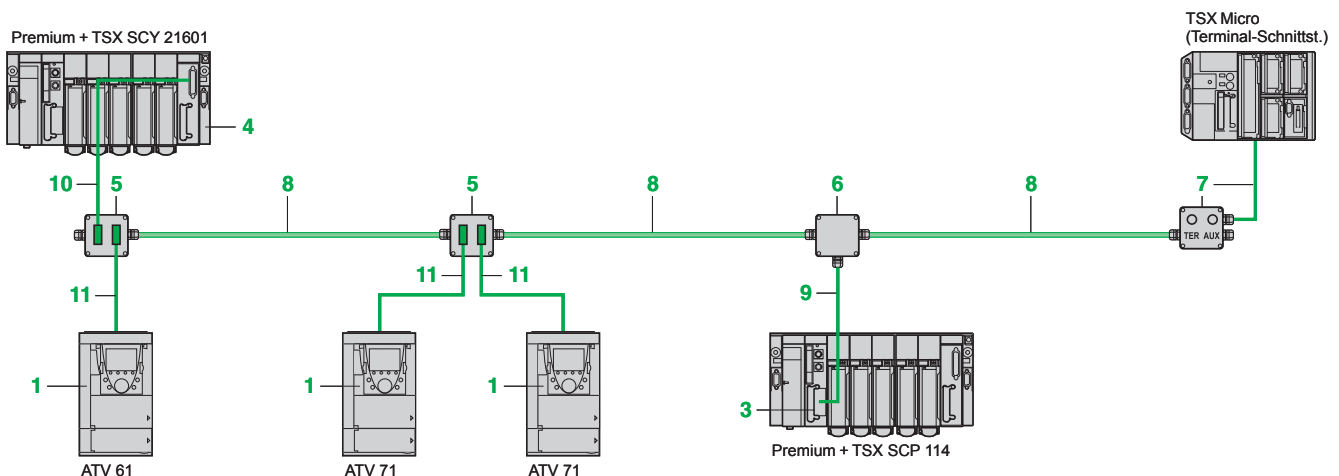 TSX Micro
(Terminal-Schnittst.)
Premium + TSX SCY 21601
4
10 5 8 5 8 6 8 7
TER AUX
11 11 11
9
1 1 1
3
Premium + TSX SCP 114
ATV 61 ATV 71 ATV 71